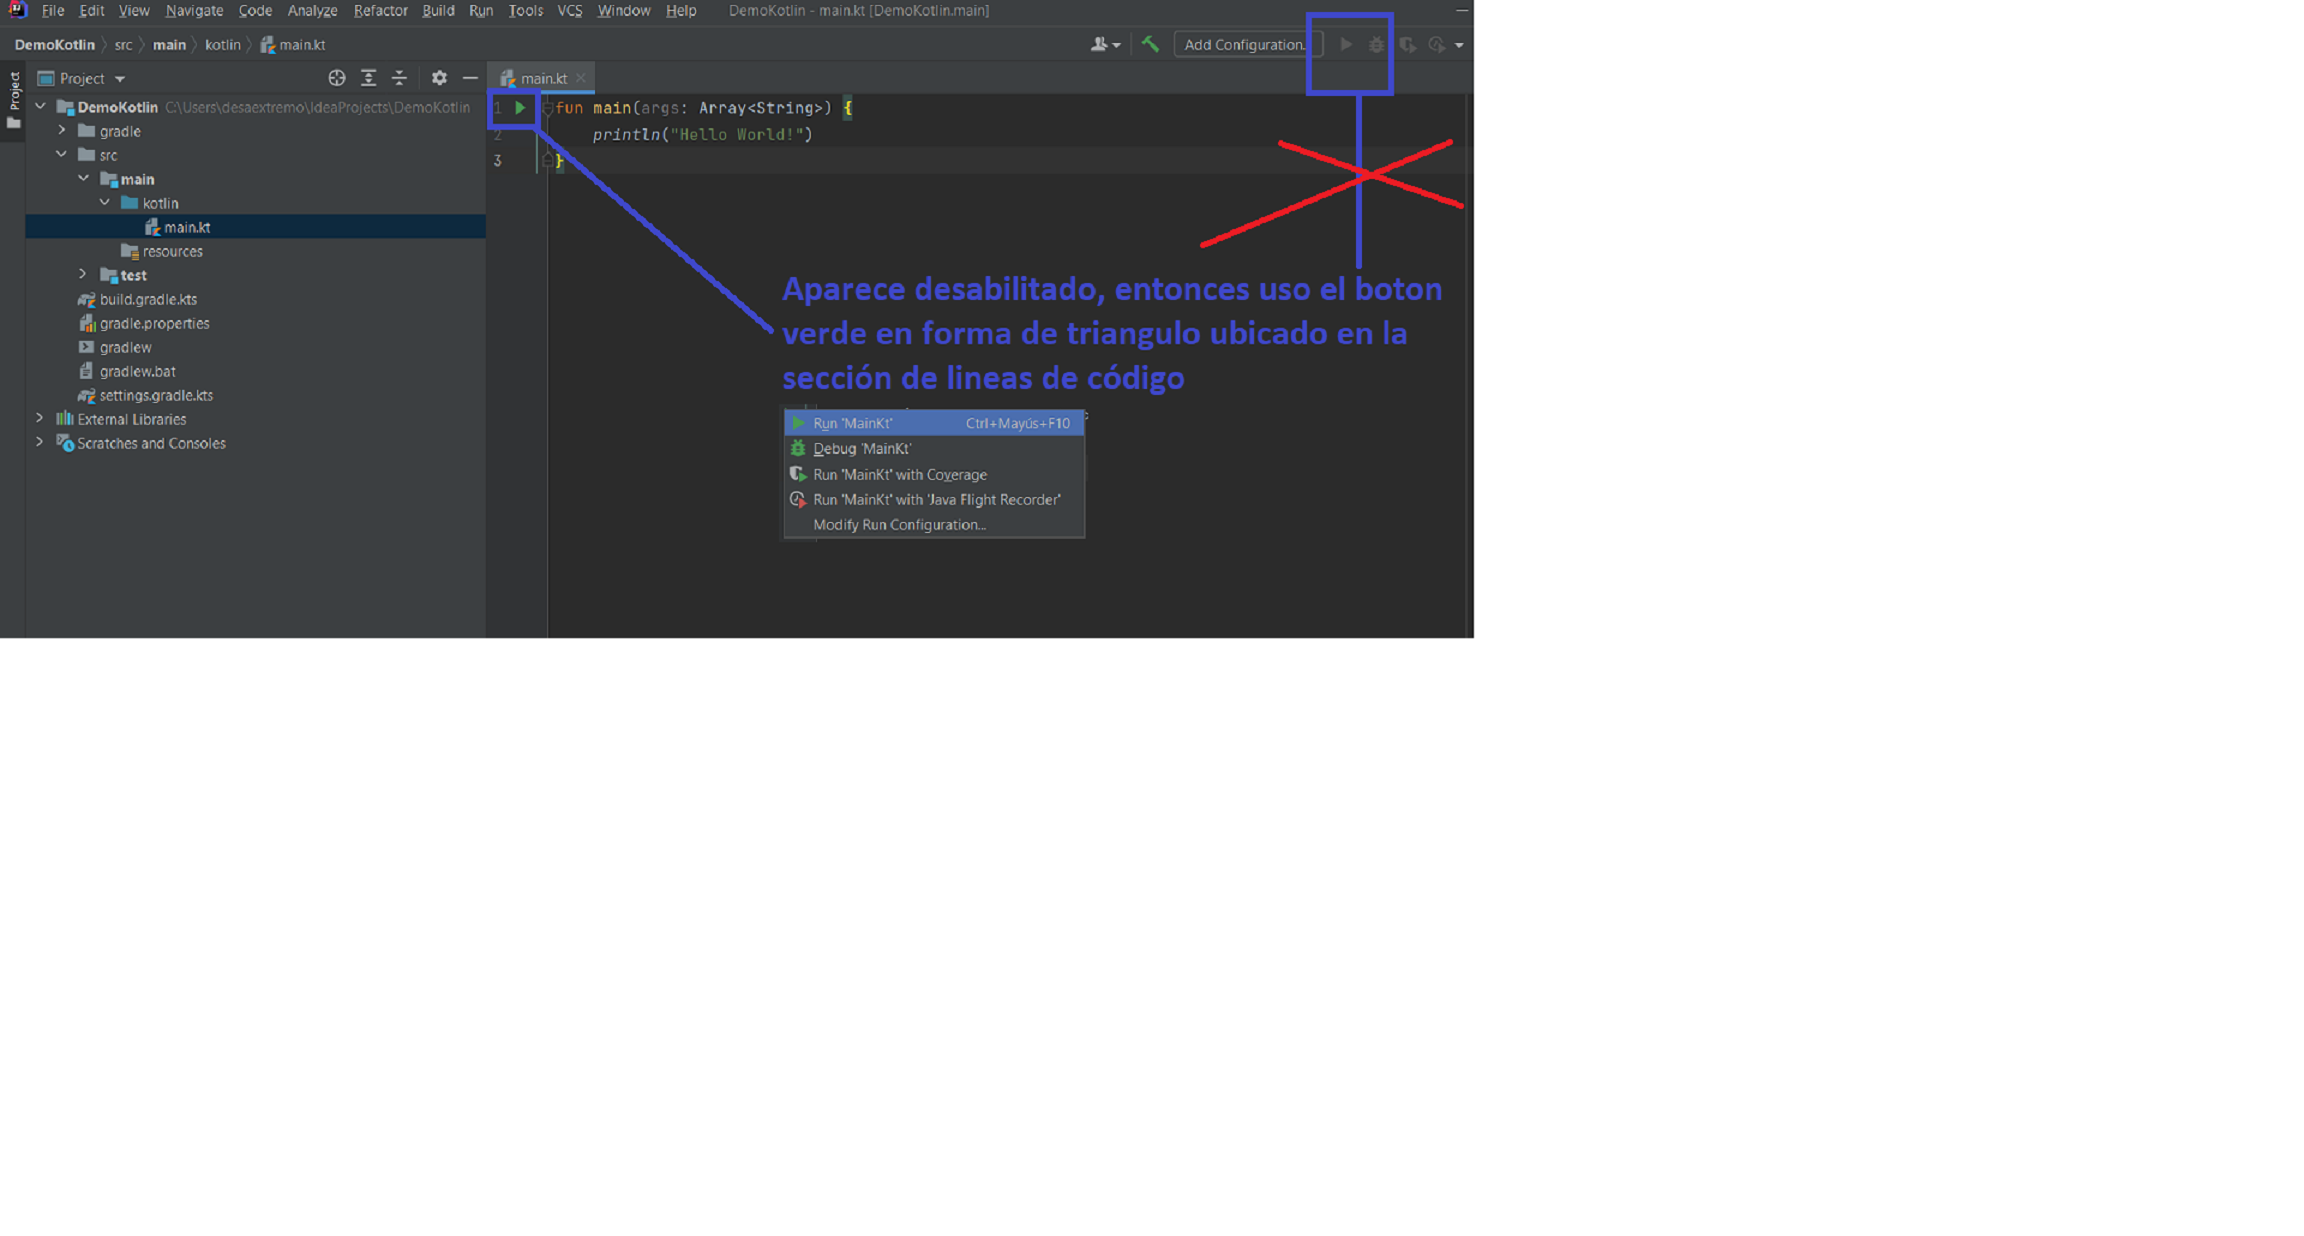 File Edit View Navigate Code Analyze Refactor Build Run Tools VCS Window Help DemoKotlin - main.kt [DemoKotlin.main]
DemoKotlin src main kotlin main.kt Add Configuration..
Project
Project
main.kt
DemoKotlin C:\Users\desaextremo\IdeaProjects\DemoKotlin
gradle
src
main
kotlin
main.kt
resources
test
build.gradle.kts
gradle.properties
gradlew
gradlew.bat
settings.gradle.kts
External Libraries
Scratches and Consoles
1 fun main(args: Array<String>) {
2 println("Hello World!")
3 }
Aparece desabilitado, entonces uso el boton
verde en forma de triangulo ubicado en la
sección de lineas de código
Run 'MainKt' Ctrl+Mayús+F10
Debug 'MainKt'
Run 'MainKt' with Coverage
Run 'MainKt' with 'Java Flight Recorder'
Modify Run Configuration...